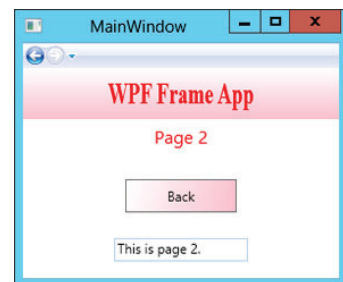 MainWindow
WPF Frame App
Page 2
Back
This is page 2.